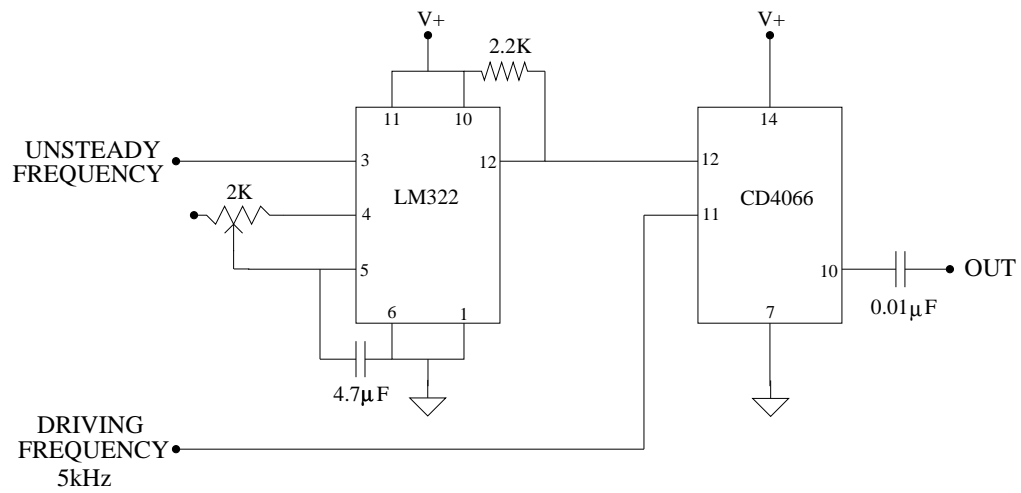 V+
V+
2.2K
11
10
14
UNSTEADY
FREQUENCY
3
12
12
2K
LM322
CD4066
4
11
5
10
OUT
0.01μF
6
1
7
4.7μF
DRIVING
FREQUENCY
5kHz